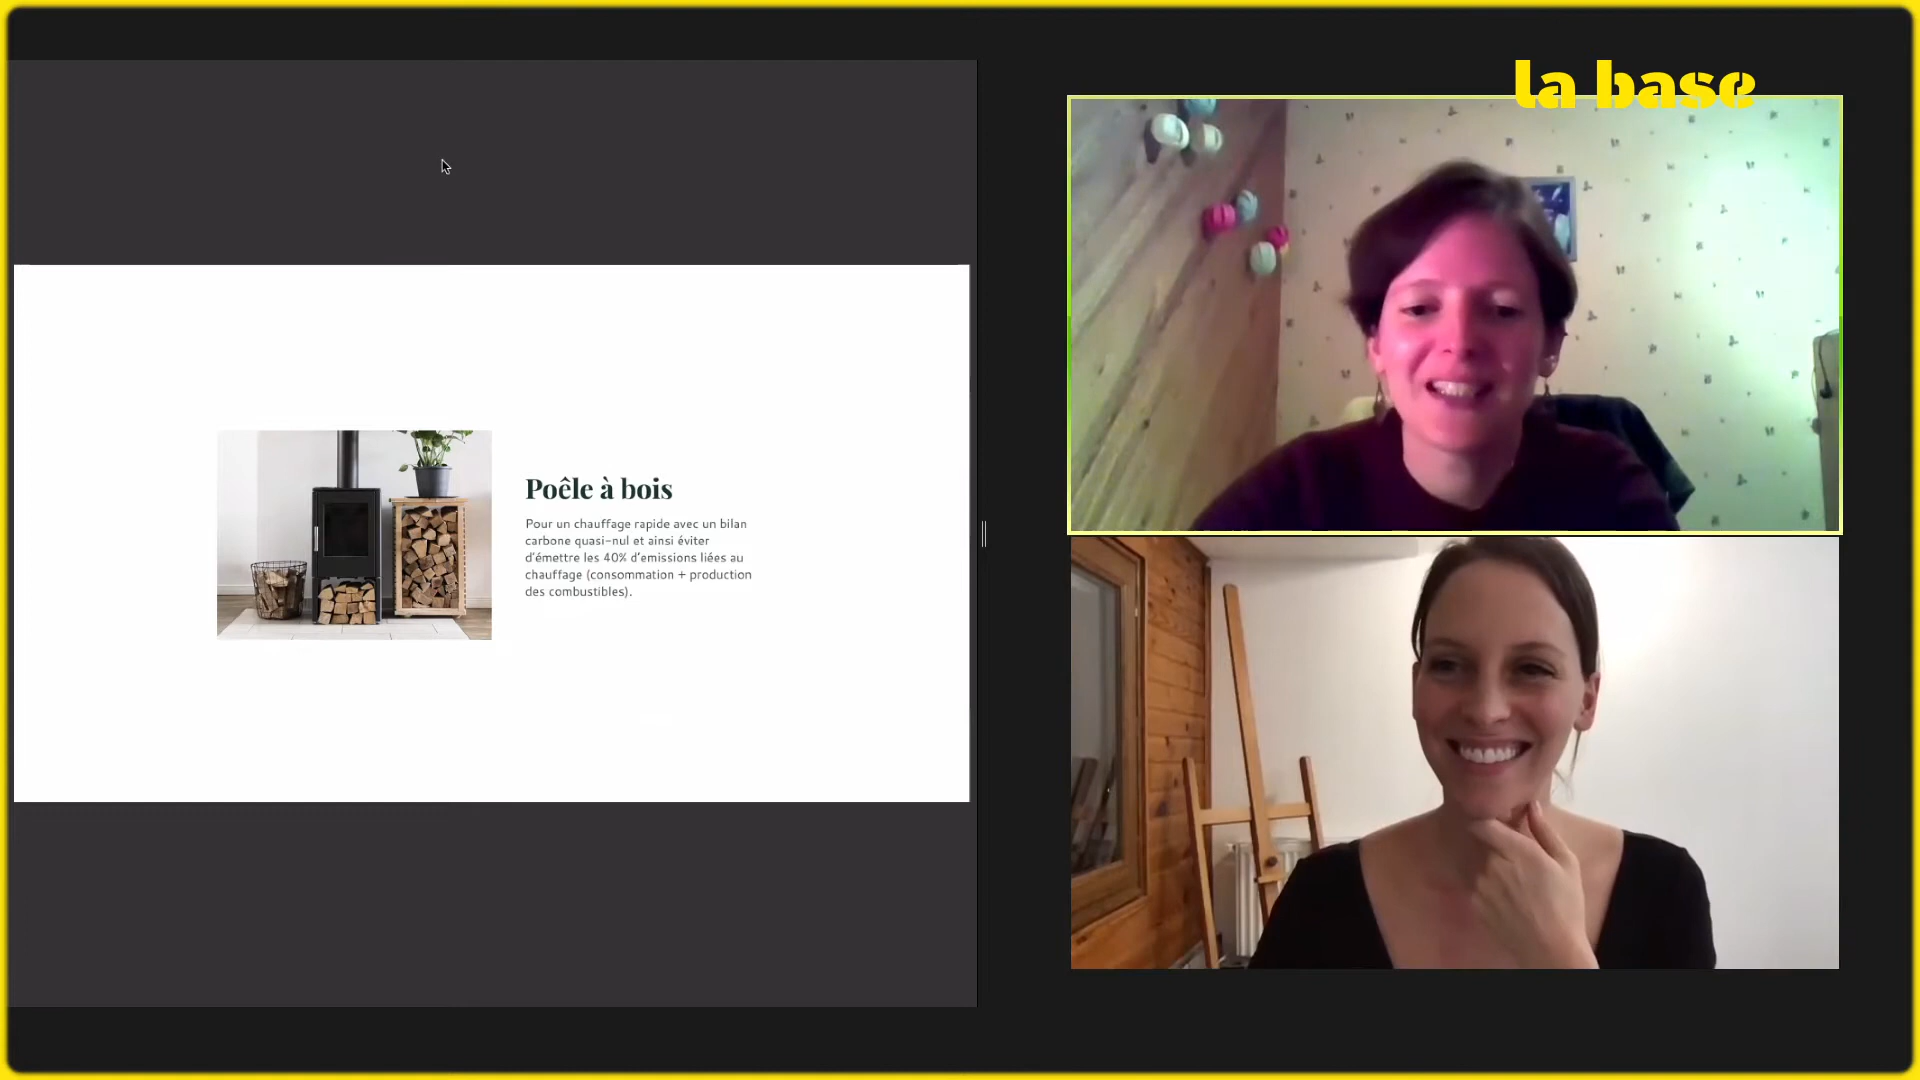 la base
Poêle à bois
Pour un chauffage rapide avec un bilan
carbone quasi-nul et ainsi éviter
d'émettre les 40% d'emissions liées au
chauffage (consommation + production
des combustibles).